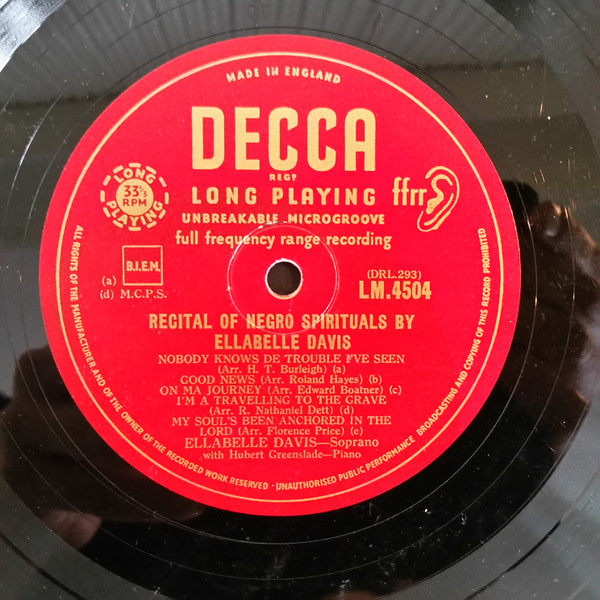 MADE IN ENGLAND
DECCA
REGD
LONG PLAYING
33⅓ RPM
LONG PLAYING
ffrr
UNBREAKABLE MICROGROOVE
full frequency range recording
B.I.E.M.
(a)
(d) M.C.P.S.
(DRL.293)
LM.4504
RECITAL OF NEGRO SPIRITUALS BY
ELLABELLE DAVIS
NOBODY KNOWS DE TROUBLE I'VE SEEN
(Arr. H. T. Burleigh) (a)
GOOD NEWS (Arr. Roland Hayes) (b)
ON MA JOURNEY (Arr. Edward Boatner) (c)
I'M A TRAVELLING TO THE GRAVE
(Arr. R. Nathaniel Dett) (d)
MY SOUL'S BEEN ANCHORED IN THE
LORD (Arr. Florence Price) (e)
ELLABELLE DAVIS—Soprano
with Hubert Greenslade—Piano
ALL RIGHTS OF THE MANUFACTURER AND OF THE OWNER OF THE RECORDED WORK RESERVED · UNAUTHORISED PUBLIC PERFORMANCE BROADCASTING AND COPYING OF THIS RECORD PROHIBITED